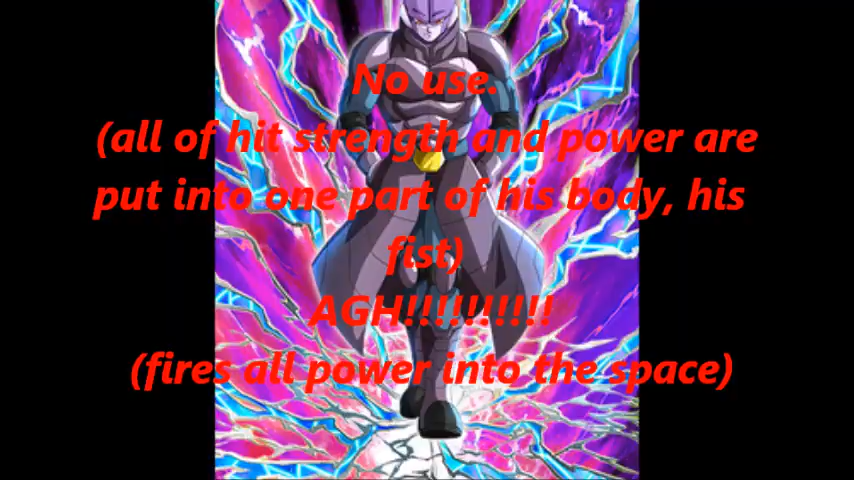 No use.
(all of hit strength and power are
put into one part of his body, his
fist)
AGH!!!!!!!!!!
(fires all power into the space)